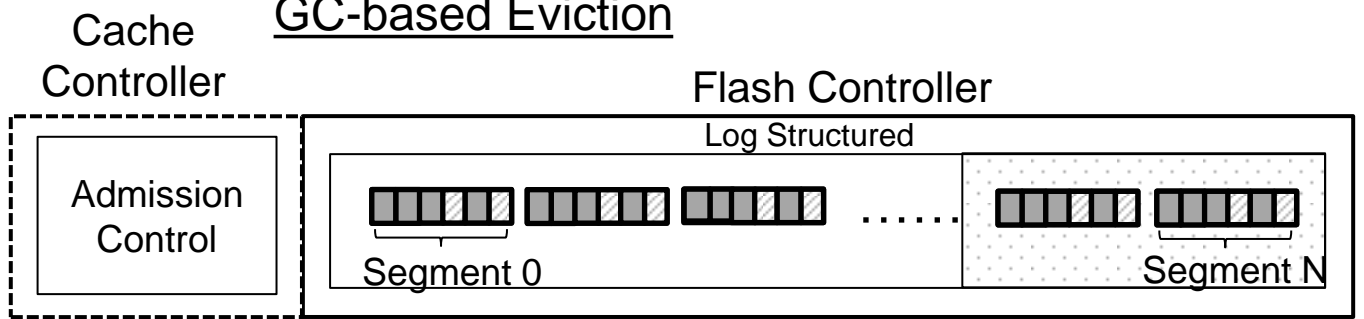 GC-based Eviction
Cache
Controller
Flash Controller
Log Structured
Admission
Control
......
Segment 0
Segment N